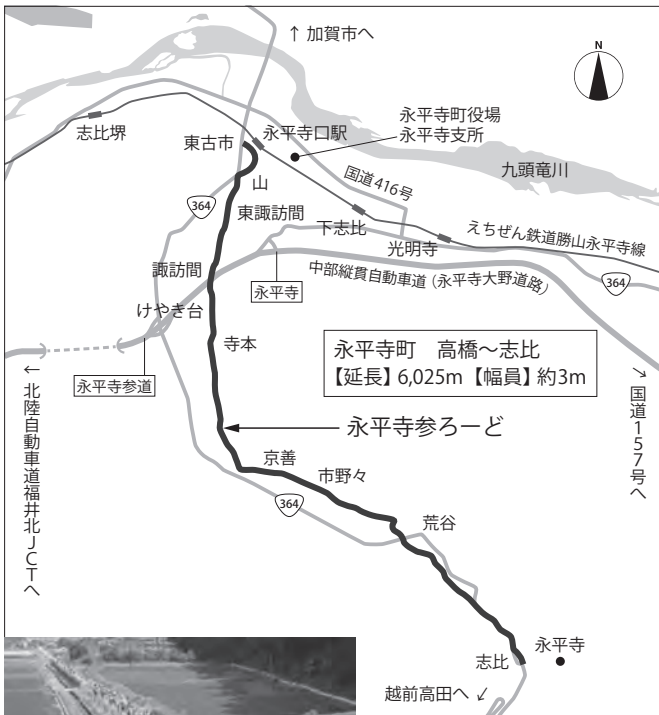 ↑ 加賀市へ
N
永平寺町役場
永平寺支所
永平寺口駅
志比堺
東古市
九頭竜川
国道416号
山
364
東諏訪間
下志比
光明寺
えちぜん鉄道勝山永平寺線
諏訪間
永平寺
中部縦貫自動車道（永平寺大野道路）
364
けやき台
寺本
永平寺町　高橋～志比
【延長】6,025m【幅員】約3m
永平寺参道
← 北陸自動車道福井北JCTへ
→ 国道157号へ
永平寺参ろーど
京善
市野々
364
荒谷
永平寺
志比
越前高田へ ↙